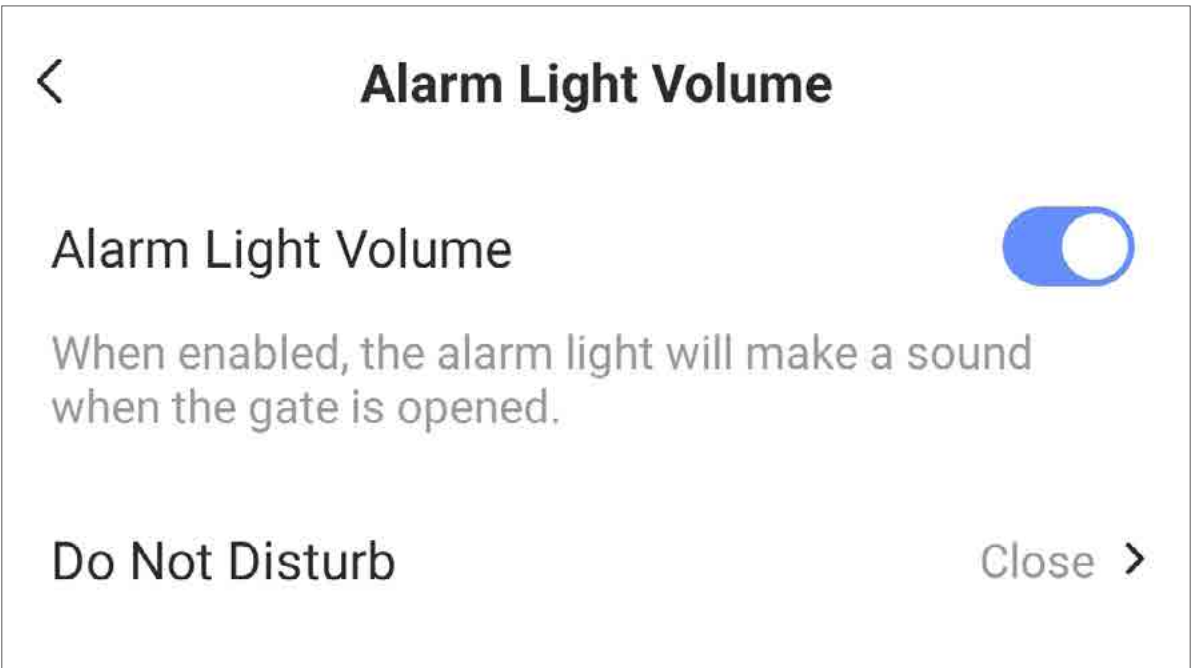 Alarm Light Volume
Alarm Light Volume
When enabled, the alarm light will make a sound
when the gate is opened.
Do Not Disturb Close